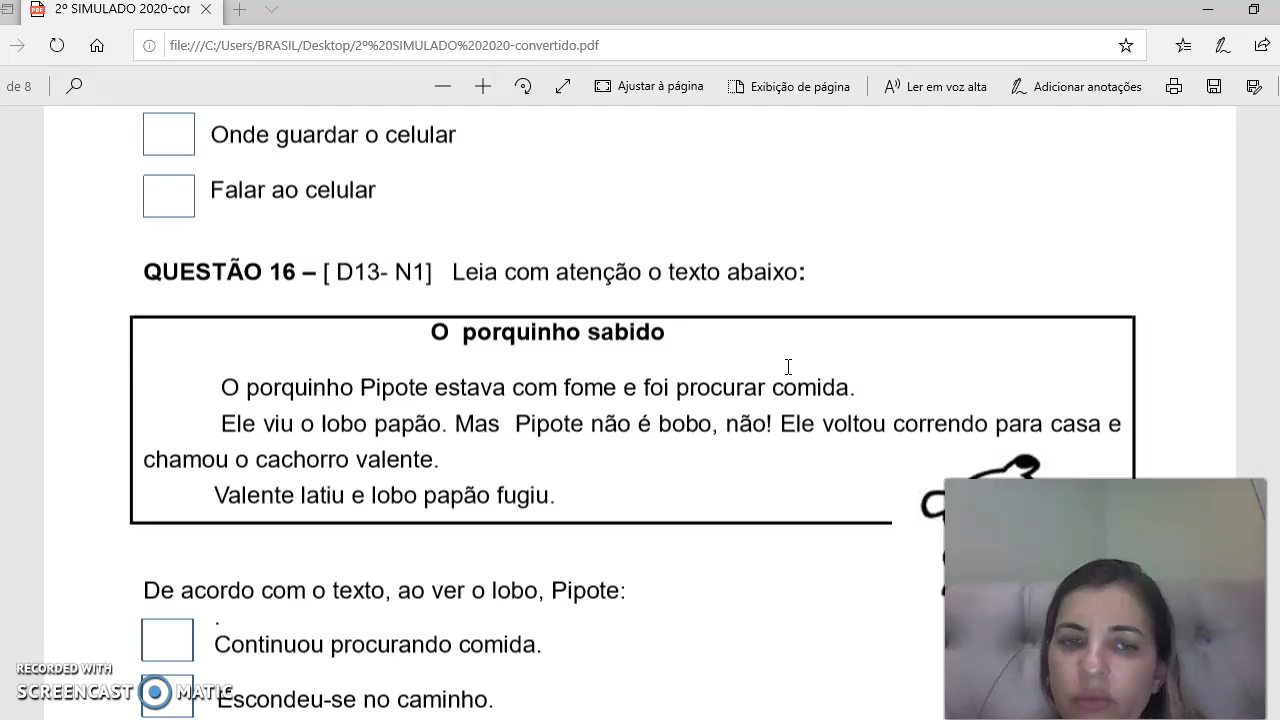 2º SIMULADO 2020-cor
file:///C:/Users/BRASIL/Desktop/2º%20SIMULADO%202020-convertido.pdf
de 8
Ajustar à página
Exibição de página
Ler em voz alta
Adicionar anotações
Onde guardar o celular
Falar ao celular
QUESTÃO 16 – [ D13- N1] Leia com atenção o texto abaixo:
O porquinho sabido
O porquinho Pipote estava com fome e foi procurar comida.
Ele viu o lobo papão. Mas Pipote não é bobo, não! Ele voltou correndo para casa e
chamou o cachorro valente.
Valente latiu e lobo papão fugiu.
De acordo com o texto, ao ver o lobo, Pipote:
.
Continuou procurando comida.
RECORDED WITH
SCREENCAST MATIC
Escondeu-se no caminho.